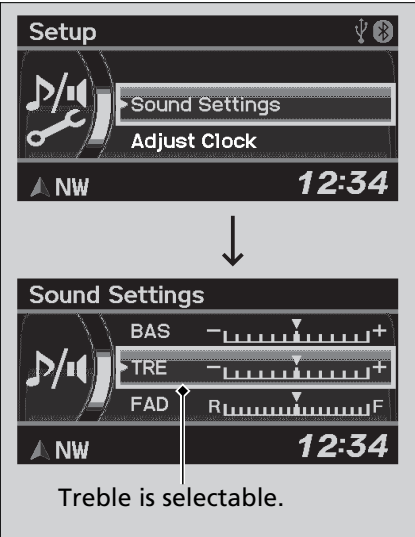 Setup
Sound Settings
Adjust Clock
NW 12:34
Sound Settings
BAS - +
TRE - +
FAD R F
NW 12:34
Treble is selectable.